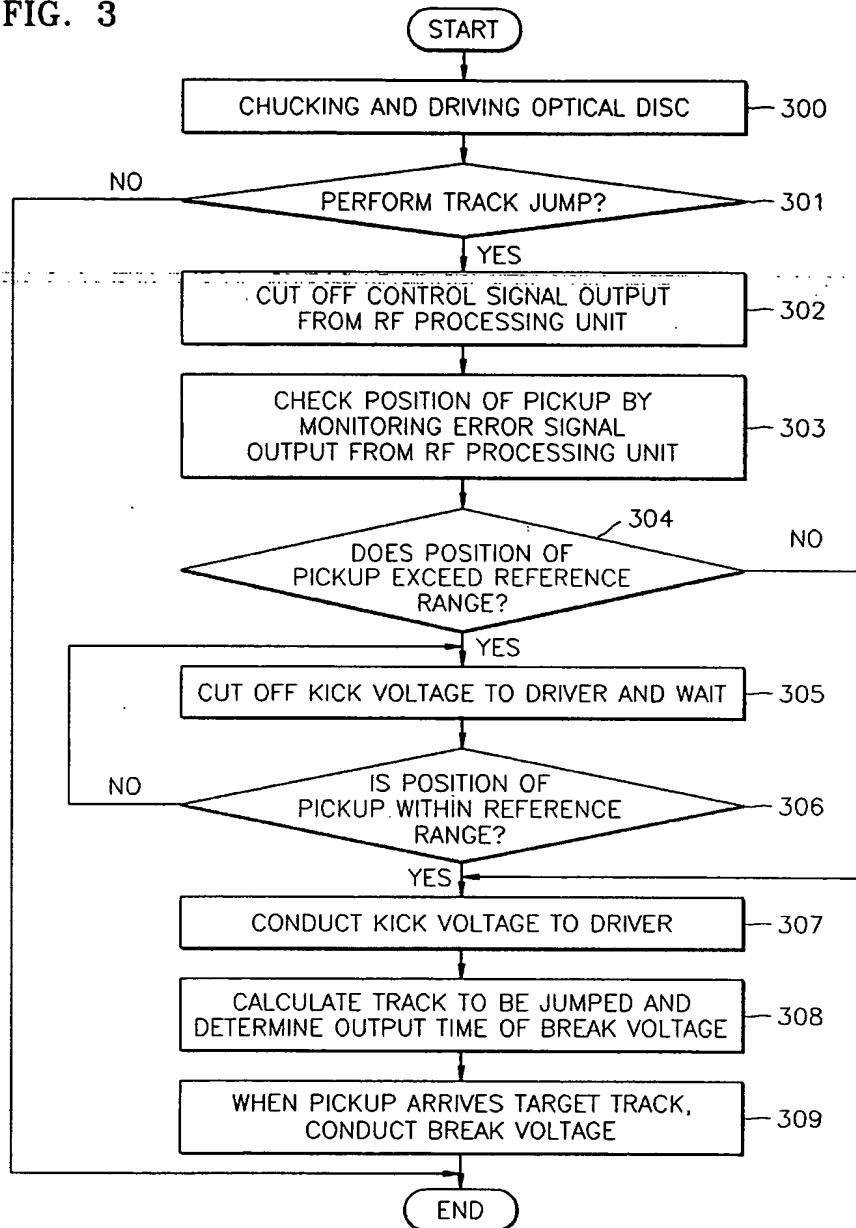 FIG. 3
START
CHUCKING AND DRIVING OPTICAL DISC
300
NO
PERFORM TRACK JUMP?
301
YES
CUT OFF CONTROL SIGNAL OUTPUT
FROM RF PROCESSING UNIT
302
CHECK POSITION OF PICKUP BY
MONITORING ERROR SIGNAL
OUTPUT FROM RF PROCESSING UNIT
303
304
NO
DOES POSITION OF
PICKUP EXCEED REFERENCE
RANGE?
YES
CUT OFF KICK VOLTAGE TO DRIVER AND WAIT
305
NO
IS POSITION OF
PICKUP WITHIN REFERENCE
RANGE?
306
YES
CONDUCT KICK VOLTAGE TO DRIVER
307
CALCULATE TRACK TO BE JUMPED AND
DETERMINE OUTPUT TIME OF BREAK VOLTAGE
308
WHEN PICKUP ARRIVES TARGET TRACK,
CONDUCT BREAK VOLTAGE
309
END